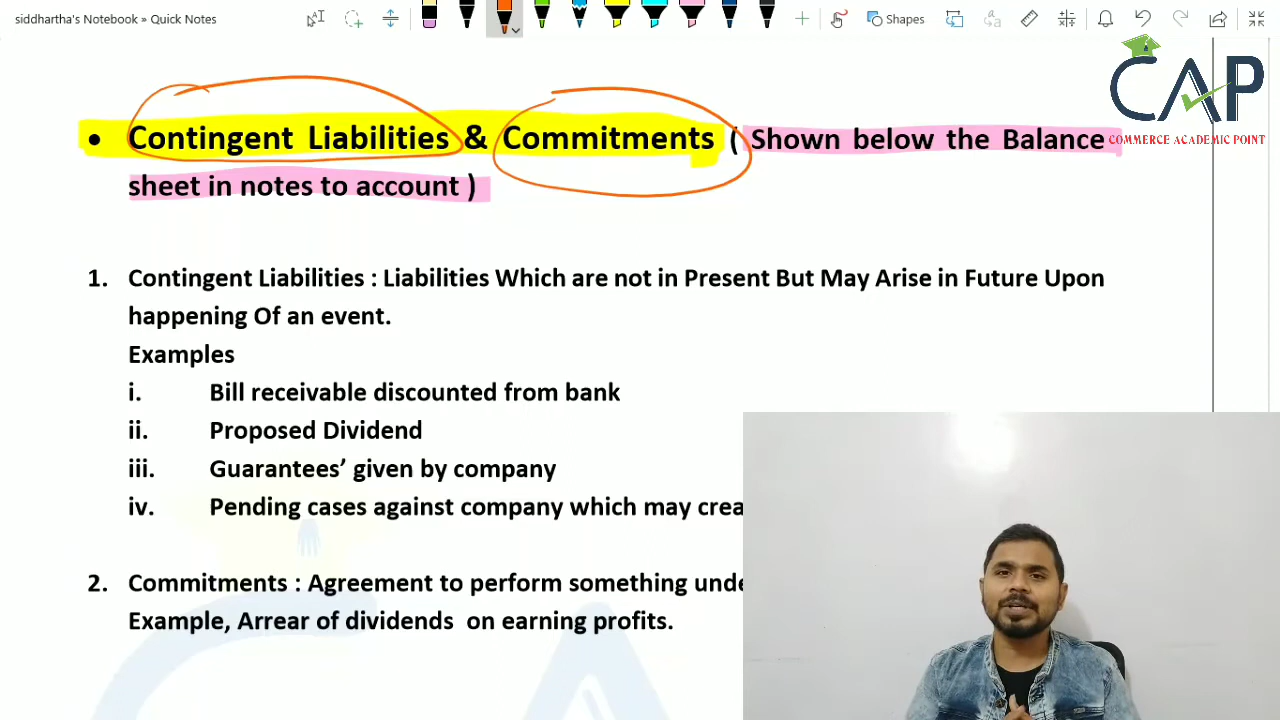 siddhartha's Notebook » Quick Notes
Shapes
CAP
COMMERCE ACADEMIC POINT
• Contingent Liabilities & Commitments ( Shown below the Balance
sheet in notes to account )
1. Contingent Liabilities : Liabilities Which are not in Present But May Arise in Future Upon
happening Of an event.
Examples
i. Bill receivable discounted from bank
ii. Proposed Dividend
iii. Guarantees’ given by company
iv. Pending cases against company which may crea
2. Commitments : Agreement to perform something unde
Example, Arrear of dividends on earning profits.